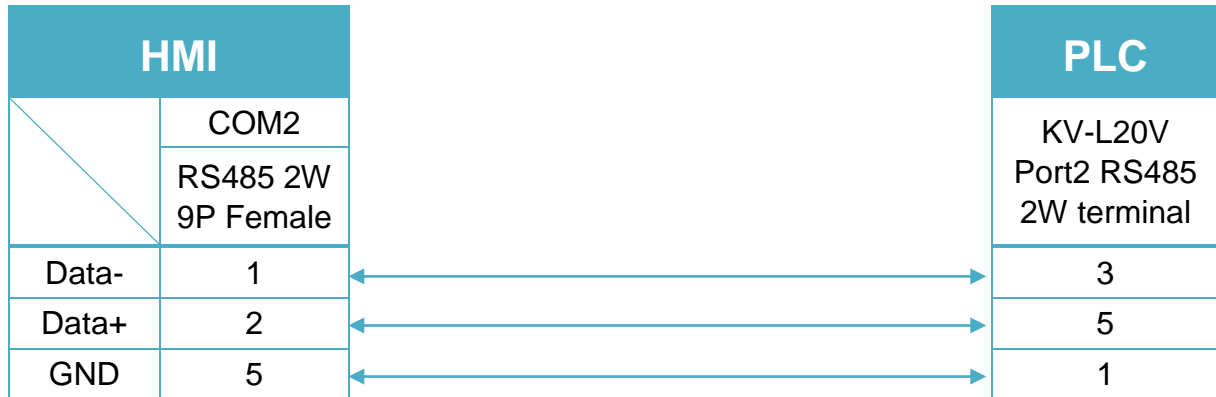 HMI
PLC
COM2
RS485 2W
9P Female
KV-L20V
Port2 RS485
2W terminal
Data- 1 3
Data+ 2 5
GND 5 1